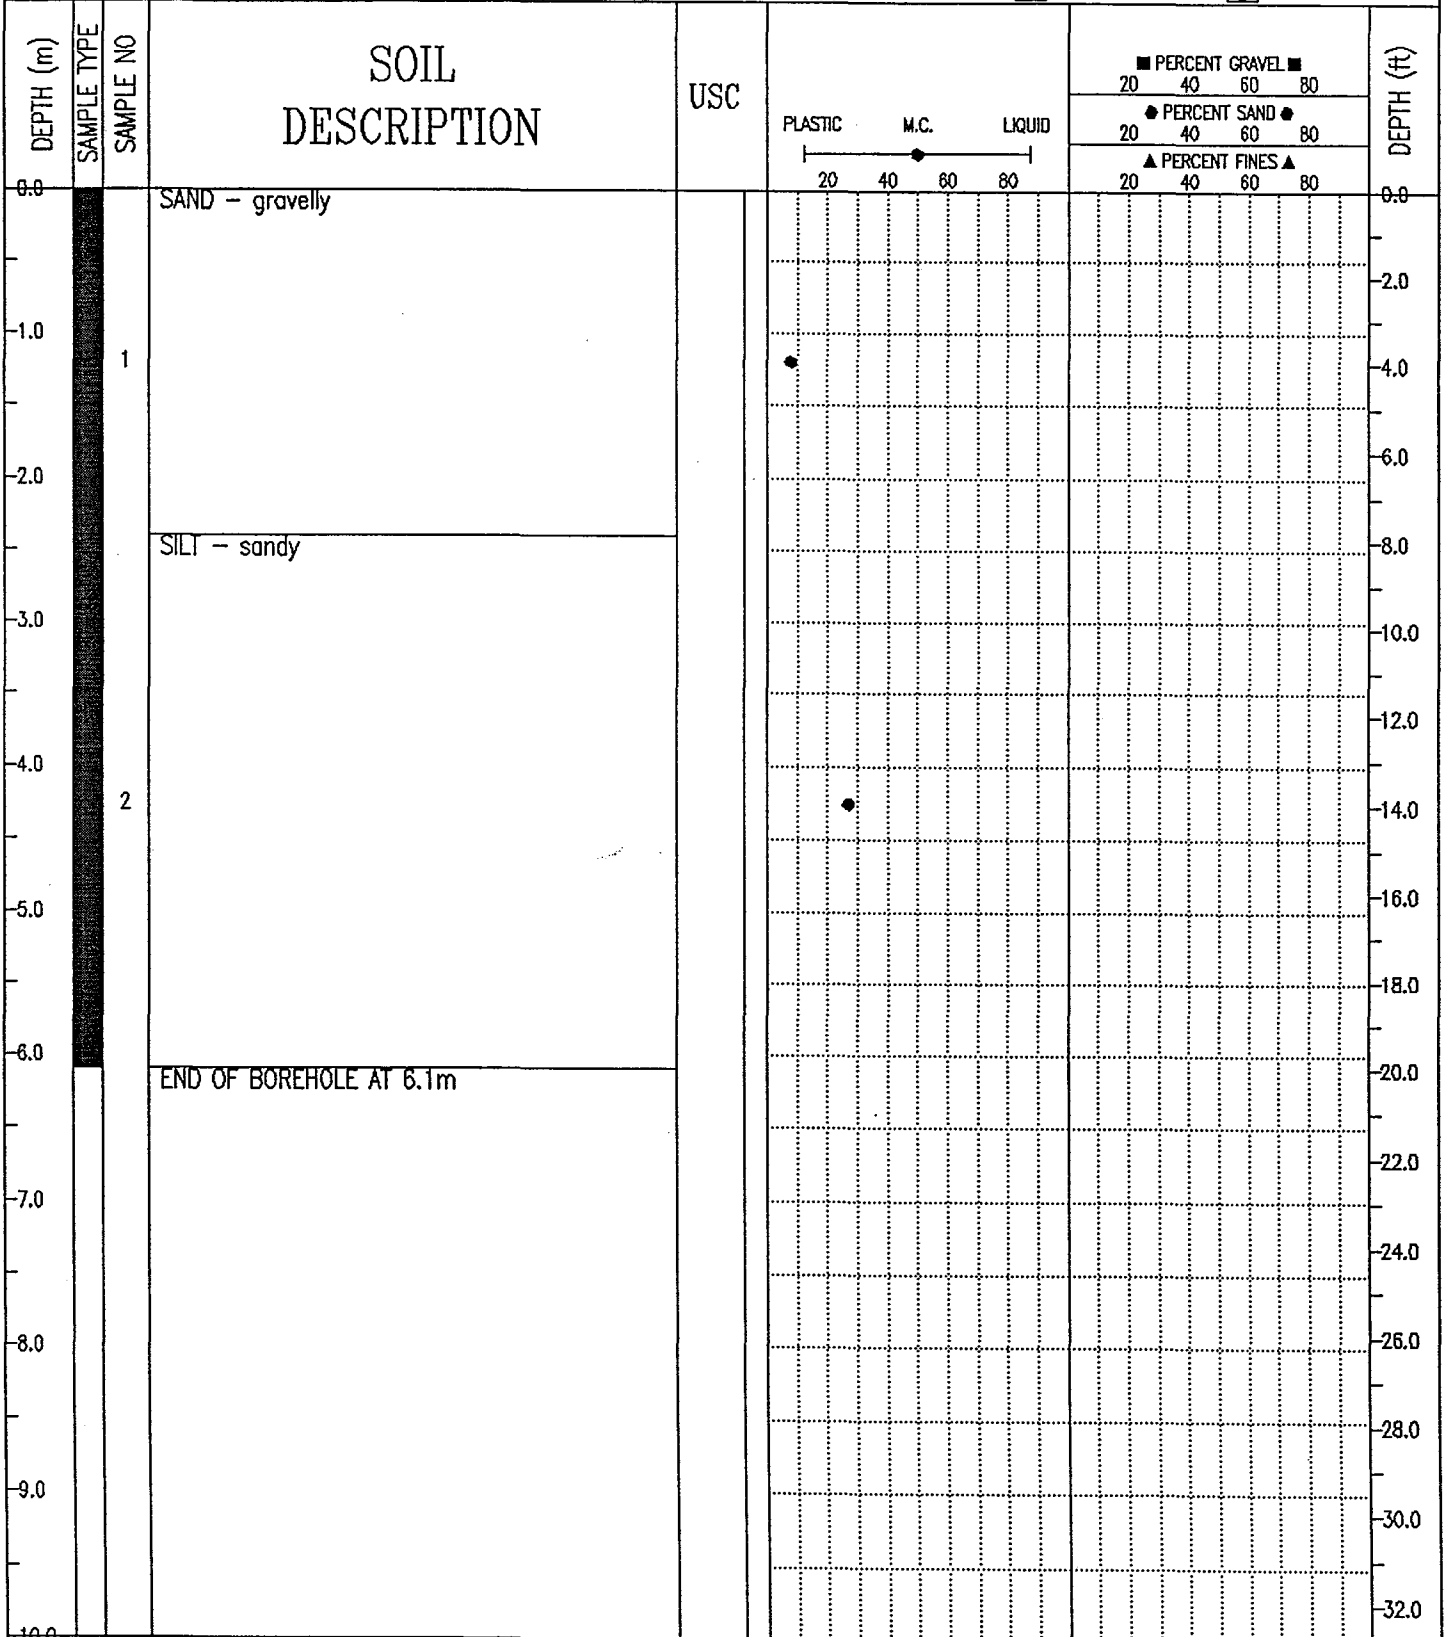 DEPTH (m)
SAMPLE TYPE
SAMPLE NO
SOIL
DESCRIPTION
USC
PLASTIC M.C. LIQUID
20 40 60 80
■ PERCENT GRAVEL ■
20 40 60 80
● PERCENT SAND ●
20 40 60 80
▲ PERCENT FINES ▲
20 40 60 80
DEPTH (ft)
0.0
SAND – gravelly
0.0
2.0
1.0
1
4.0
6.0
2.0
SILT – sandy
8.0
3.0
10.0
12.0
4.0
2
14.0
5.0
16.0
18.0
6.0
20.0
END OF BOREHOLE AT 6.1m
22.0
7.0
24.0
8.0
26.0
28.0
9.0
30.0
32.0
10.0